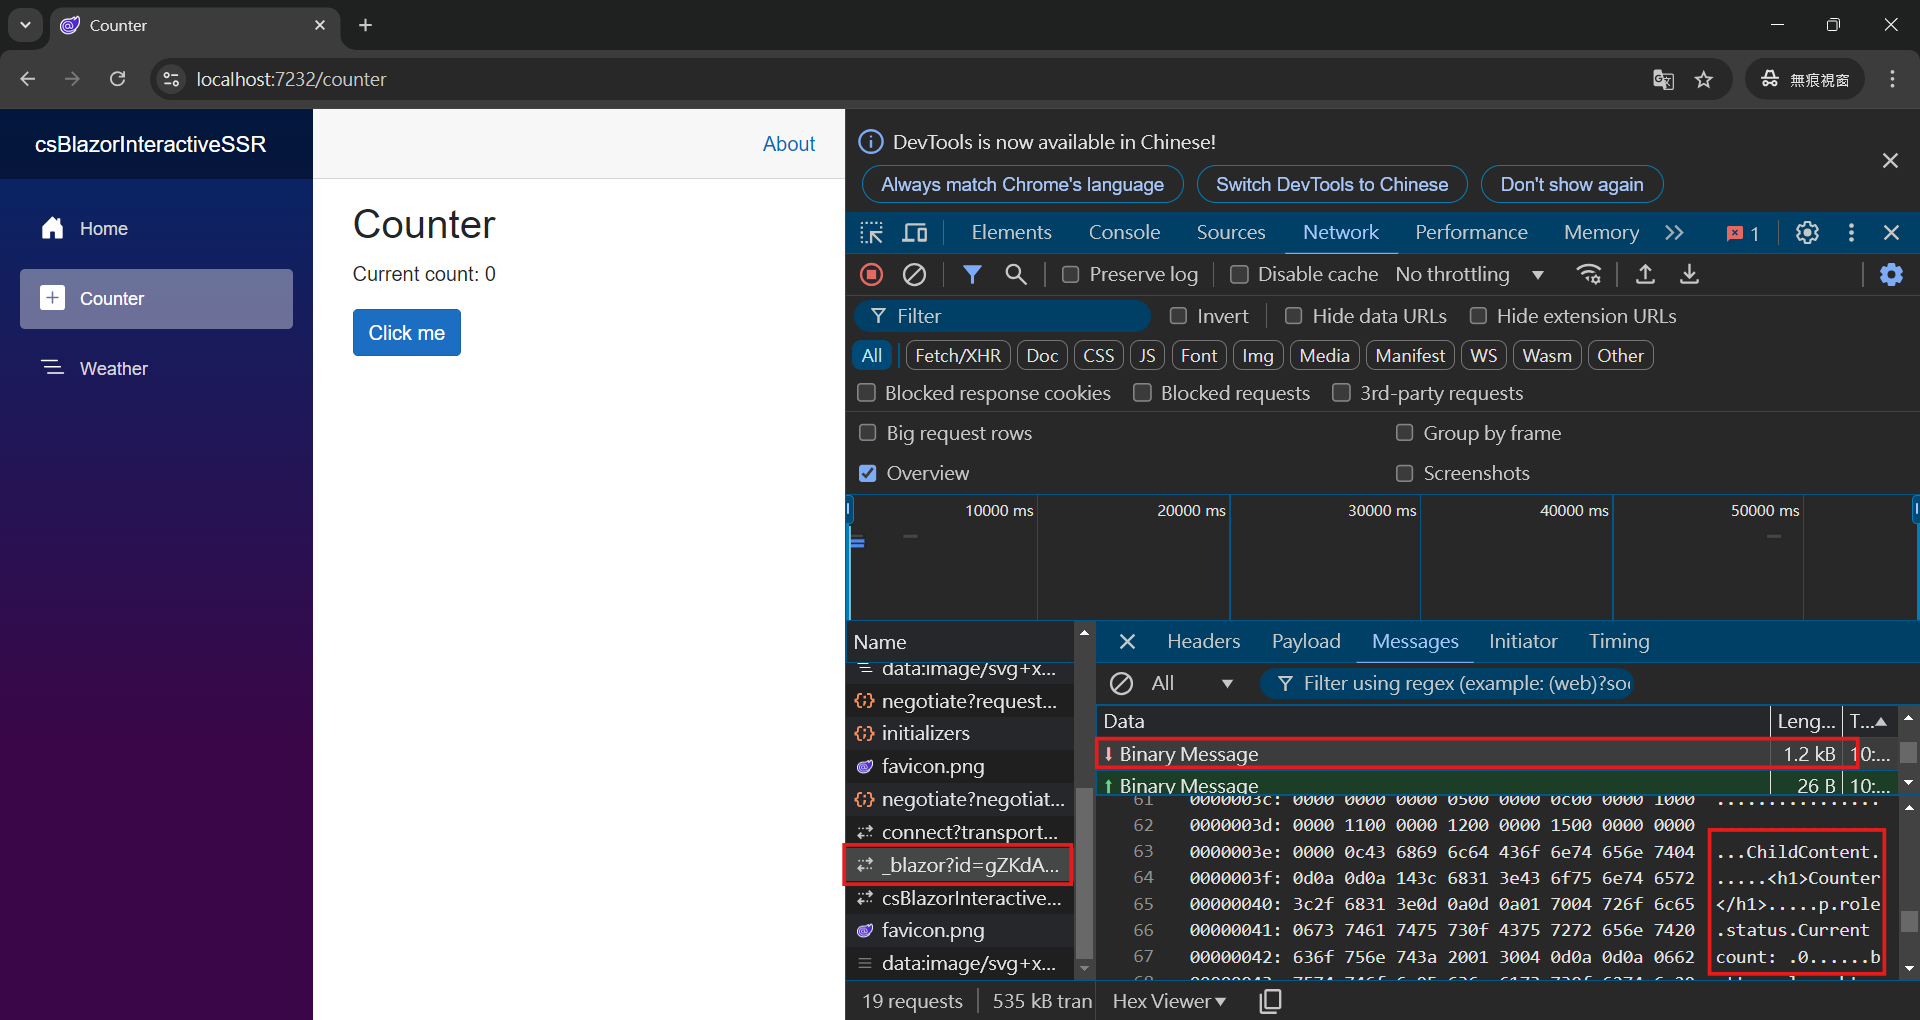 Counter
localhost:7232/counter
無痕視窗
csBlazorInteractiveSSR
Home
Counter
Weather
About
Counter
Current count: 0
Click me
DevTools is now available in Chinese!
Always match Chrome's language
Switch DevTools to Chinese
Don't show again
Elements Console Sources Network Performance Memory 1
Preserve log Disable cache No throttling
Filter Invert Hide data URLs Hide extension URLs
All Fetch/XHR Doc CSS JS Font Img Media Manifest WS Wasm Other
Blocked response cookies Blocked requests 3rd-party requests
Big request rows Group by frame
Overview Screenshots
10000 ms 20000 ms 30000 ms 40000 ms 50000 ms
Name
data:image/svg+x...
negotiate?request...
initializers
favicon.png
negotiate?negotiat...
connect?transport...
_blazor?id=gZKdA...
csBlazorInteractive...
favicon.png
data:image/svg+x...
19 requests 535 kB tran
Headers Payload Messages Initiator Timing
All Filter using regex (example: (web)?so
Data Leng... T...
Binary Message 1.2 kB 10:...
Binary Message 26 B 10:...
61 0000003c: 0000 0000 0000 0500 0000 0c00 0000 1000 ................
62 0000003d: 0000 1100 0000 1200 0000 1500 0000 0000
63 0000003e: 0000 0c43 6869 6c64 436f 6e74 656e 7404 ...ChildContent.
64 0000003f: 0d0a 0d0a 143c 6831 3e43 6f75 6e74 6572 .....<h1>Counter
65 00000040: 3c2f 6831 3e0d 0a0d 0a01 7004 726f 6c65 </h1>.....p.role
66 00000041: 0673 7461 7475 730f 4375 7272 656e 7420 .status.Current
67 00000042: 636f 756e 743a 2001 3004 0d0a 0d0a 0662 count: .0......b
Hex Viewer